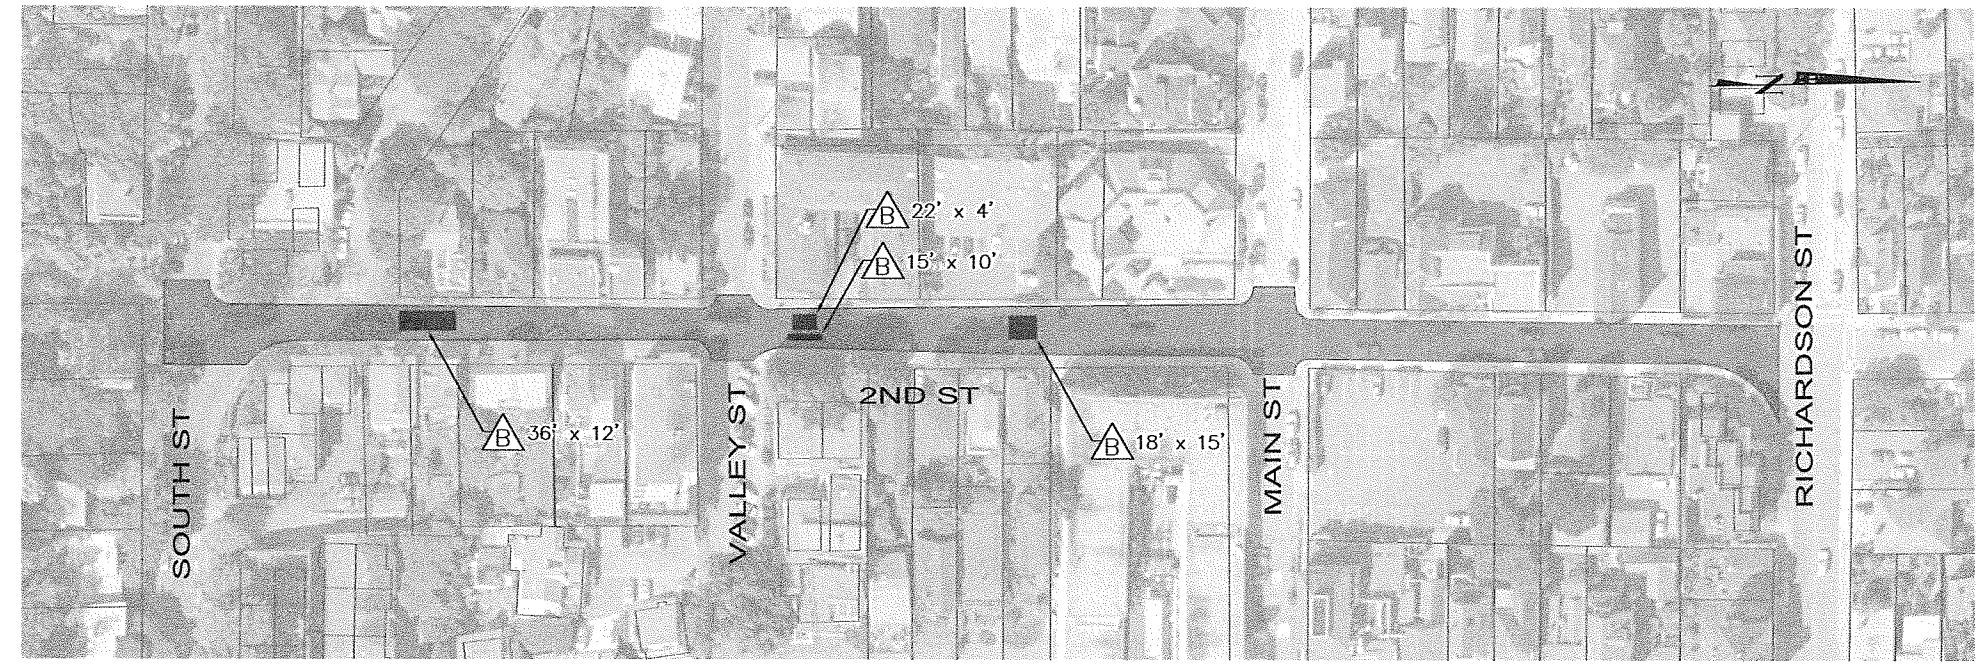 B 22' x 4'
B 15' x 10'
B 36' x 12'
B 18' x 15'
2ND ST
SOUTH ST
VALLEY ST
MAIN ST
RICHARDSON ST